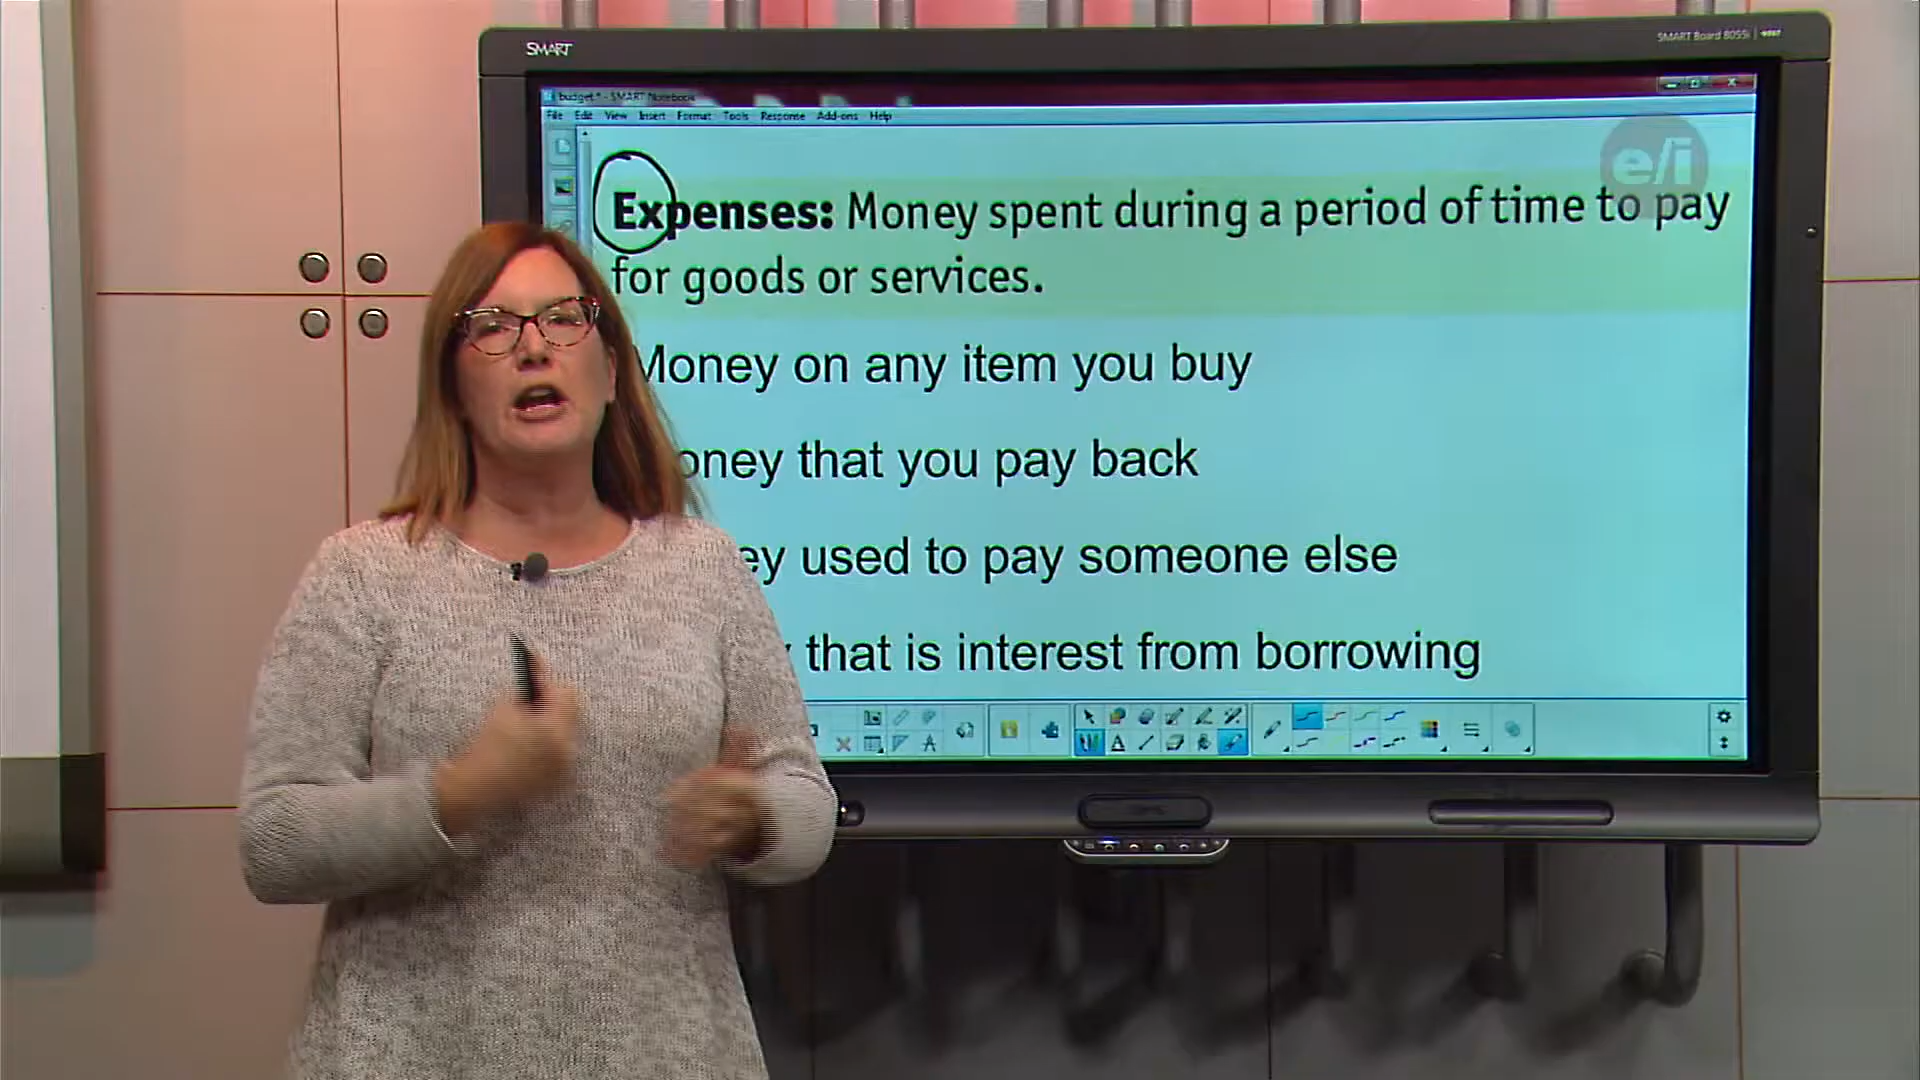 SMART
SMART Board 8055i
budget * - SMART Notebook
File Edit View Insert Format Tools Response Add-ons Help
e/i
Expenses: Money spent during a period of time to pay
for goods or services.
Money on any item you buy
oney that you pay back
ey used to pay someone else
that is interest from borrowing